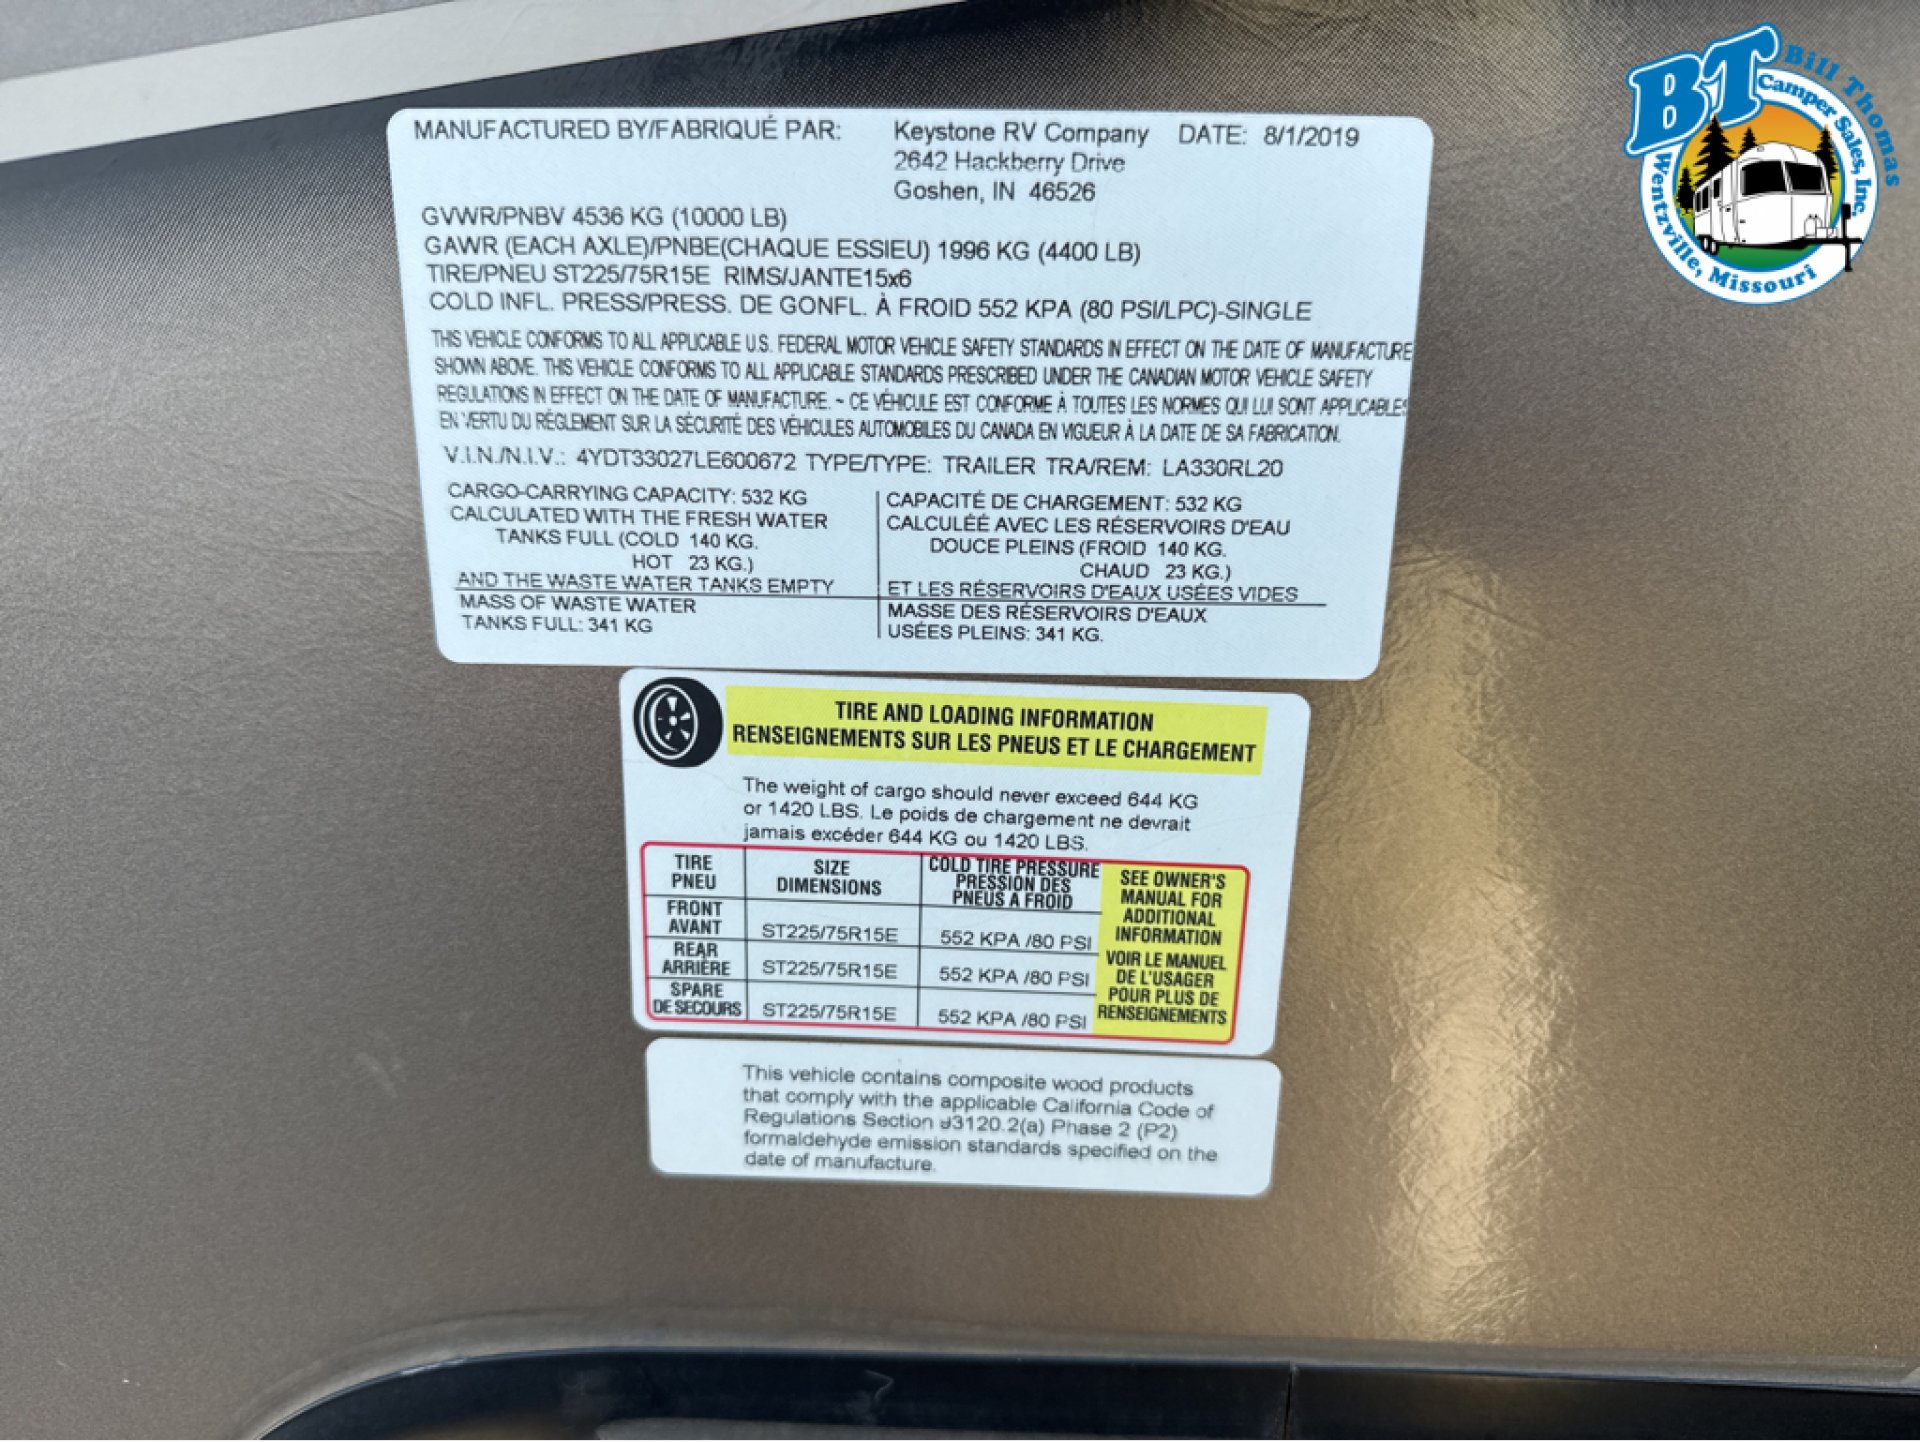 MANUFACTURED BY/FABRIQUÉ PAR: Keystone RV Company DATE: 8/1/2019
2642 Hackberry Drive
Goshen, IN 46526
GVWR/PNBV 4536 KG (10000 LB)
GAWR (EACH AXLE)/PNBE(CHAQUE ESSIEU) 1996 KG (4400 LB)
TIRE/PNEU ST225/75R15E RIMS/JANTE15x6
COLD INFL. PRESS/PRESS. DE GONFL. À FROID 552 KPA (80 PSI/LPC)-SINGLE
THIS VEHICLE CONFORMS TO ALL APPLICABLE U.S. FEDERAL MOTOR VEHICLE SAFETY STANDARDS IN EFFECT ON THE DATE OF MANUFACTURE
SHOWN ABOVE. THIS VEHICLE CONFORMS TO ALL APPLICABLE STANDARDS PRESCRIBED UNDER THE CANADIAN MOTOR VEHICLE SAFETY
REGULATIONS IN EFFECT ON THE DATE OF MANUFACTURE. ~ CE VÉHICULE EST CONFORME À TOUTES LES NORMES QUI LUI SONT APPLICABLES
EN VERTU DU RÉGLEMENT SUR LA SÉCURITÉ DES VÉHICULES AUTOMOBILES DU CANADA EN VIGUEUR À LA DATE DE SA FABRICATION.
V.I.N./N.I.V.: 4YDT33027LE600672 TYPE/TYPE: TRAILER TRA/REM: LA330RL20
CARGO-CARRYING CAPACITY: 532 KG
CALCULATED WITH THE FRESH WATER
TANKS FULL (COLD 140 KG.
HOT 23 KG.)
AND THE WASTE WATER TANKS EMPTY
MASS OF WASTE WATER
TANKS FULL: 341 KG
CAPACITÉ DE CHARGEMENT: 532 KG
CALCULÉE AVEC LES RÉSERVOIRS D'EAU
DOUCE PLEINS (FROID 140 KG.
CHAUD 23 KG.)
ET LES RÉSERVOIRS D'EAUX USÉES VIDES
MASSE DES RÉSERVOIRS D'EAUX
USÉES PLEINS: 341 KG.
TIRE AND LOADING INFORMATION
RENSEIGNEMENTS SUR LES PNEUS ET LE CHARGEMENT
The weight of cargo should never exceed 644 KG
or 1420 LBS. Le poids de chargement ne devrait
jamais excéder 644 KG ou 1420 LBS.
TIRE
PNEU
SIZE
DIMENSIONS
COLD TIRE PRESSURE
PRESSION DES
PNEUS A FROID
FRONT
AVANT
ST225/75R15E
552 KPA /80 PSI
REAR
ARRIÈRE
ST225/75R15E
552 KPA /80 PSI
SPARE
DE SECOURS
ST225/75R15E
552 KPA /80 PSI
SEE OWNER'S
MANUAL FOR
ADDITIONAL
INFORMATION
VOIR LE MANUEL
DE L'USAGER
POUR PLUS DE
RENSEIGNEMENTS
This vehicle contains composite wood products
that comply with the applicable California Code of
Regulations Section 93120.2(a) Phase 2 (P2)
formaldehyde emission standards specified on the
date of manufacture.
BT Bill Thomas
Camper Sales, Inc.
Wentzville, Missouri